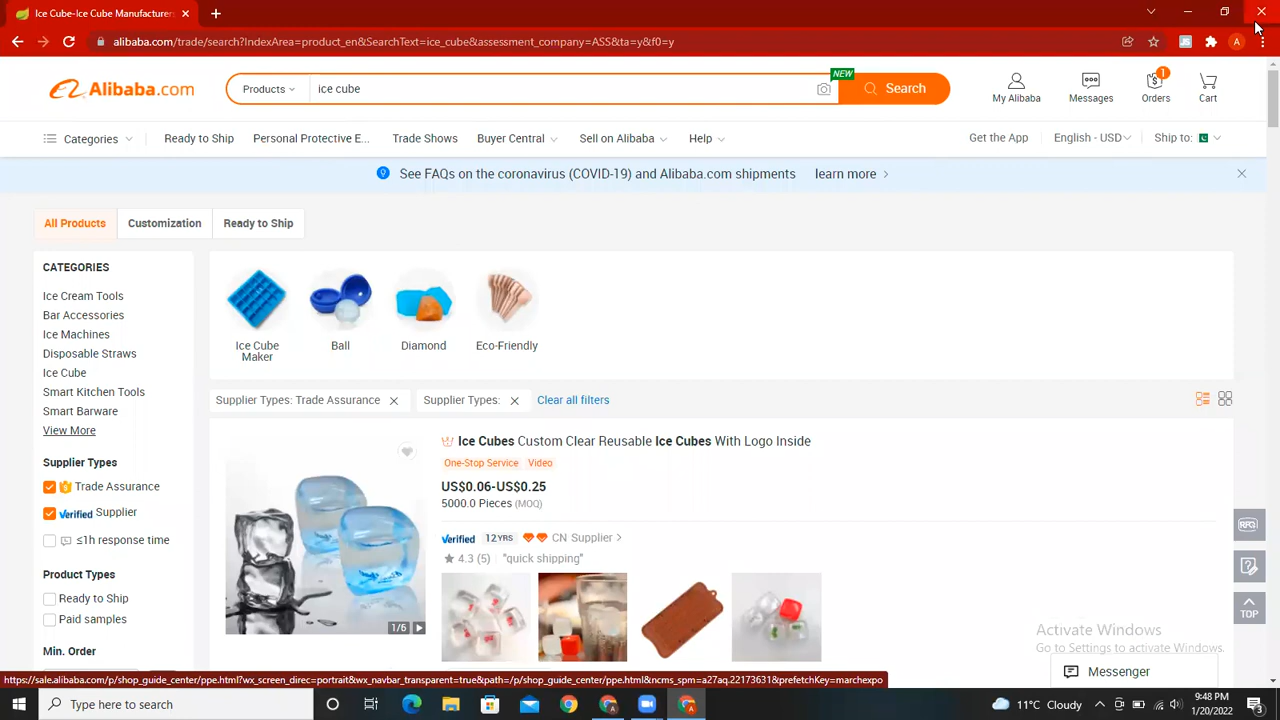 Ice Cube-Ice Cube Manufacturers
alibaba.com/trade/search?IndexArea=product_en&SearchText=ice_cube&assessment_company=ASS&ta=y&f0=y
A
Alibaba.com
Products
ice cube
NEW
Search
My Alibaba
Messages
1
Orders
Cart
Categories
Ready to Ship
Personal Protective E...
Trade Shows
Buyer Central
Sell on Alibaba
Help
Get the App
English - USD
Ship to:
See FAQs on the coronavirus (COVID-19) and Alibaba.com shipments learn more
All Products
Customization
Ready to Ship
CATEGORIES
Ice Cream Tools
Bar Accessories
Ice Machines
Disposable Straws
Ice Cube
Smart Kitchen Tools
Smart Barware
View More
Supplier Types
Trade Assurance
Verified Supplier
≤1h response time
Product Types
Ready to Ship
Paid samples
Min. Order
Ice Cube
Maker
Ball
Diamond
Eco-Friendly
Supplier Types: Trade Assurance
Supplier Types:
Clear all filters
Ice Cubes Custom Clear Reusable Ice Cubes With Logo Inside
One-Stop Service Video
US$0.06-US$0.25
5000.0 Pieces (MOQ)
Verified 12YRS CN Supplier
4.3 (5) "quick shipping"
1/6
RFQ
TOP
Activate Windows
Go to Settings to activate Windows.
Messenger
https://sale.alibaba.com/p/shop_guide_center/ppe.html?wx_screen_direc=portrait&wx_navbar_transparent=true&path=/p/shop_guide_center/ppe.html&ncms_spm=a27aq.22173631&prefetchKey=marchexpo
Type here to search
11°C Cloudy
9:48 PM
1/20/2022
3